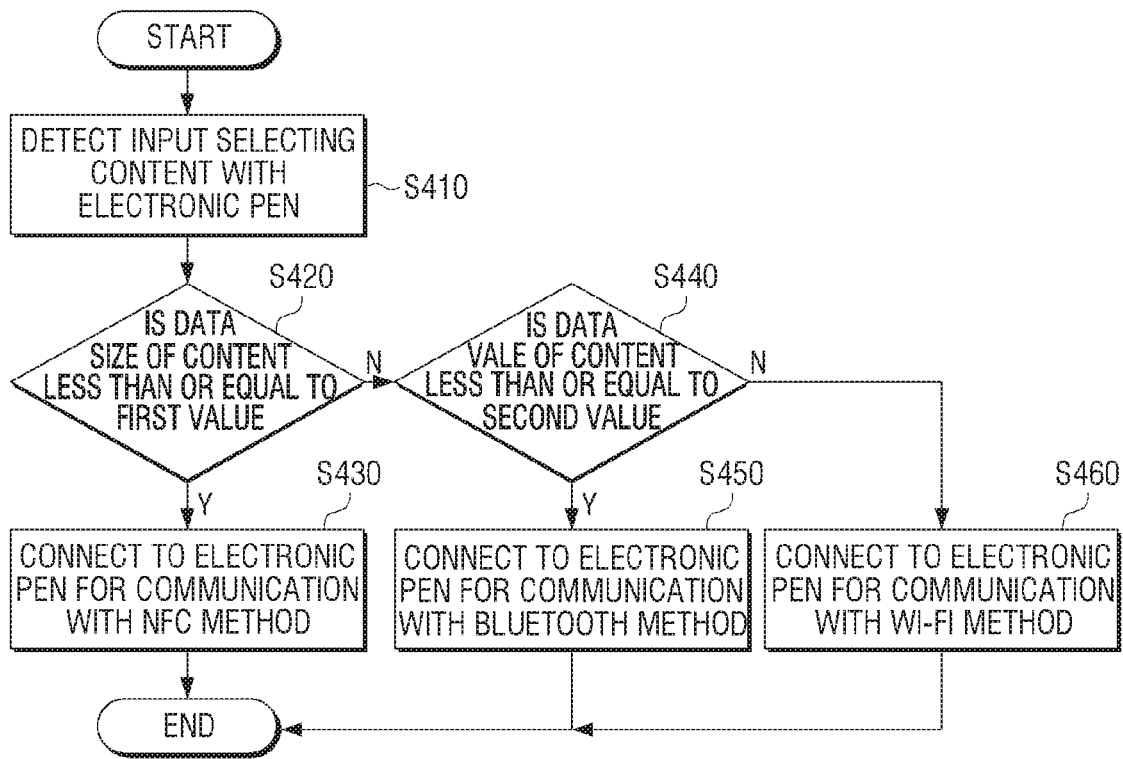 START
DETECT INPUT SELECTING
CONTENT WITH
ELECTRONIC PEN
S410
S420
IS DATA
SIZE OF CONTENT
LESS THAN OR EQUAL TO
FIRST VALUE
N
Y
S440
IS DATA
VALE OF CONTENT
LESS THAN OR EQUAL TO
SECOND VALUE
N
Y
S430
CONNECT TO ELECTRONIC
PEN FOR COMMUNICATION
WITH NFC METHOD
S450
CONNECT TO ELECTRONIC
PEN FOR COMMUNICATION
WITH BLUETOOTH METHOD
S460
CONNECT TO ELECTRONIC
PEN FOR COMMUNICATION
WITH WI-FI METHOD
END